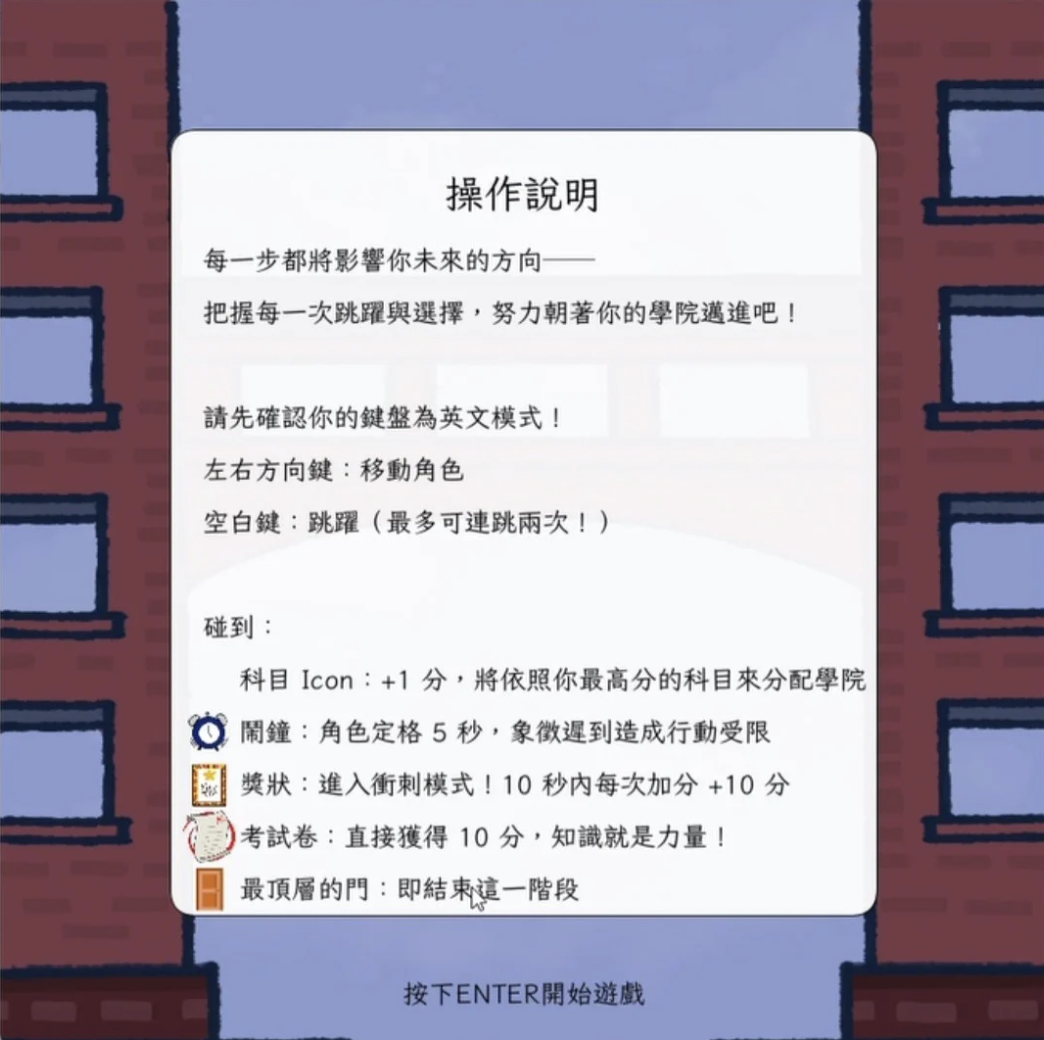 操作說明
每一步都將影響你未來的方向——
把握每一次跳躍與選擇，努力朝著你的學院邁進吧！
請先確認你的鍵盤為英文模式！
左右方向鍵：移動角色
空白鍵：跳躍（最多可連跳兩次！）
碰到：
科目 Icon：+1 分，將依照你最高分的科目來分配學院
鬧鐘：角色定格 5 秒，象徵遲到造成行動受限
獎狀：進入衝刺模式！10 秒內每次加分 +10 分
考試卷：直接獲得 10 分，知識就是力量！
最頂層的門：即結束這一階段
按下ENTER開始遊戲